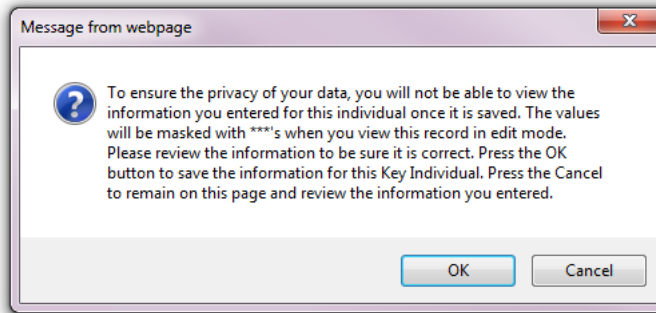 Message from webpage
To ensure the privacy of your data, you will not be able to view the
information you entered for this individual once it is saved. The values
will be masked with ***'s when you view this record in edit mode.
Please review the information to be sure it is correct. Press the OK
button to save the information for this Key Individual. Press the Cancel
to remain on this page and review the information you entered.
OK
Cancel